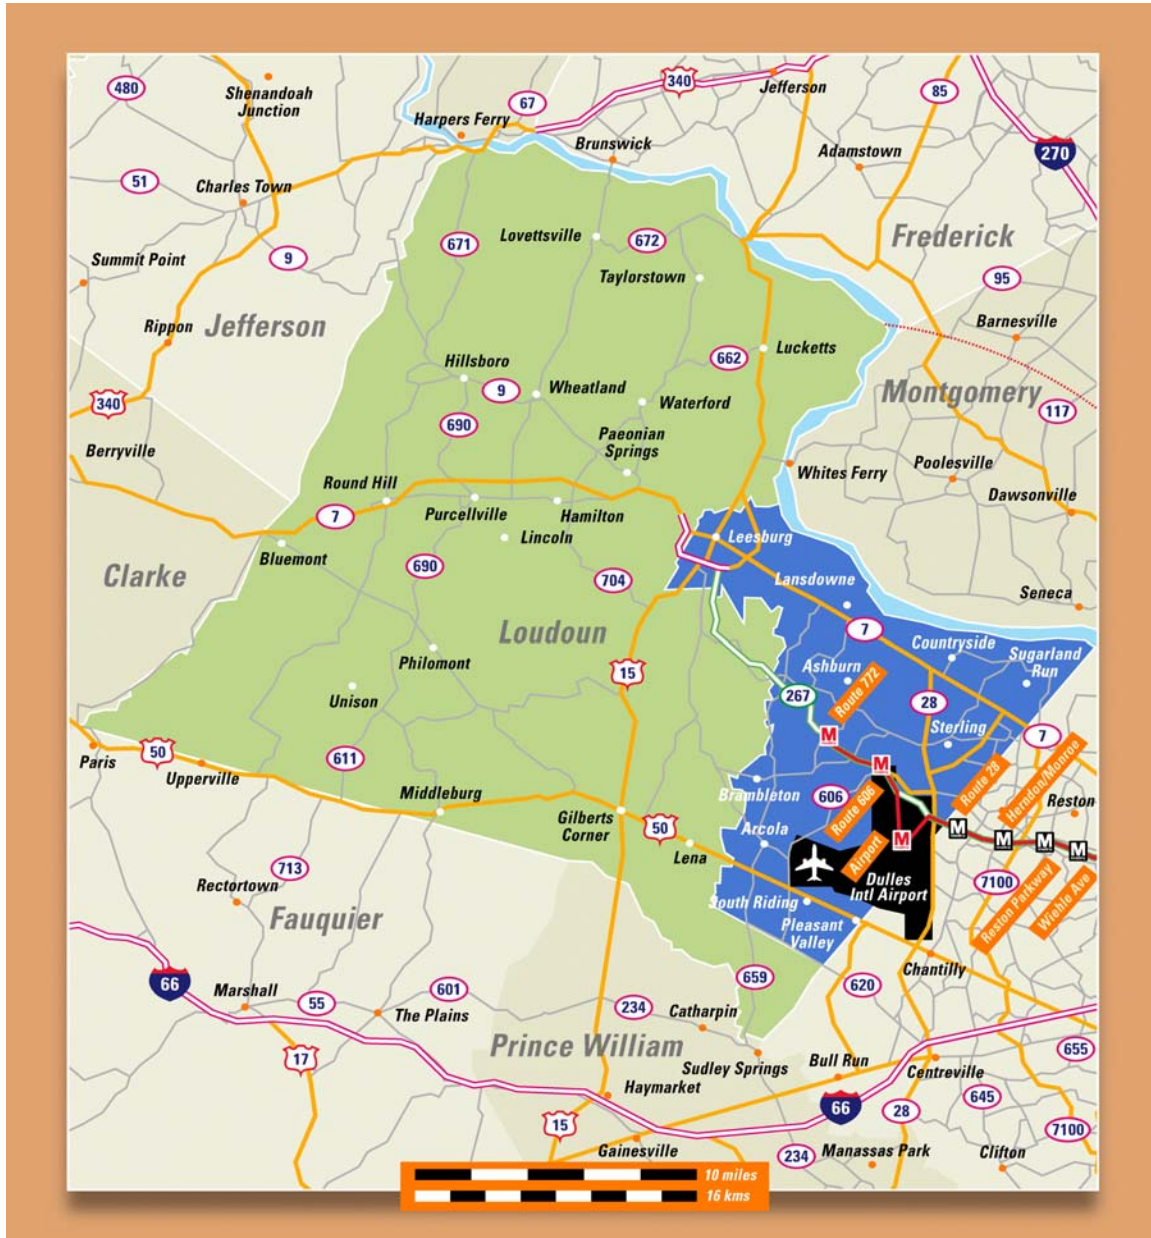 480
Shenandoah
Junction
67
340
Jefferson
85
Harpers Ferry
Brunswick
Adamstown
270
51
Charles Town
9
671
Lovettsville
672
Frederick
Summit Point
Taylorstown
95
Rippon
Jefferson
Barnesville
Hillsboro
662
Lucketts
340
9
Wheatland
Waterford
Montgomery
117
690
Berryville
Paeonian
Springs
Whites Ferry
Poolesville
Round Hill
Dawsonville
7
Purcellville
Hamilton
Lincoln
Leesburg
Bluemont
Clarke
690
704
Lansdowne
Seneca
Loudoun
7
Countryside
Philomont
15
Ashburn
Sugarland
Run
Unison
267
Route 772
28
Sterling
7
Paris
50
Upperville
611
M
M
Middleburg
Brambleton
606
Route 606
Route 28
Herndon/Monroe
Reston
Gilberts
Corner
50
Arcola
M
M
M
M
M
Lena
Airport
713
Rectortown
Dulles
Intl Airport
7100
Reston Parkway
Wiehle Ave
Fauquier
South Riding
Pleasant
Valley
Chantilly
66
Marshall
55
601
The Plains
234
659
620
Catharpin
17
Prince William
Sudley Springs
Bull Run
Centreville
655
Haymarket
66
28
645
15
7100
Gainesville
234
Manassas Park
Clifton
10 miles
16 kms